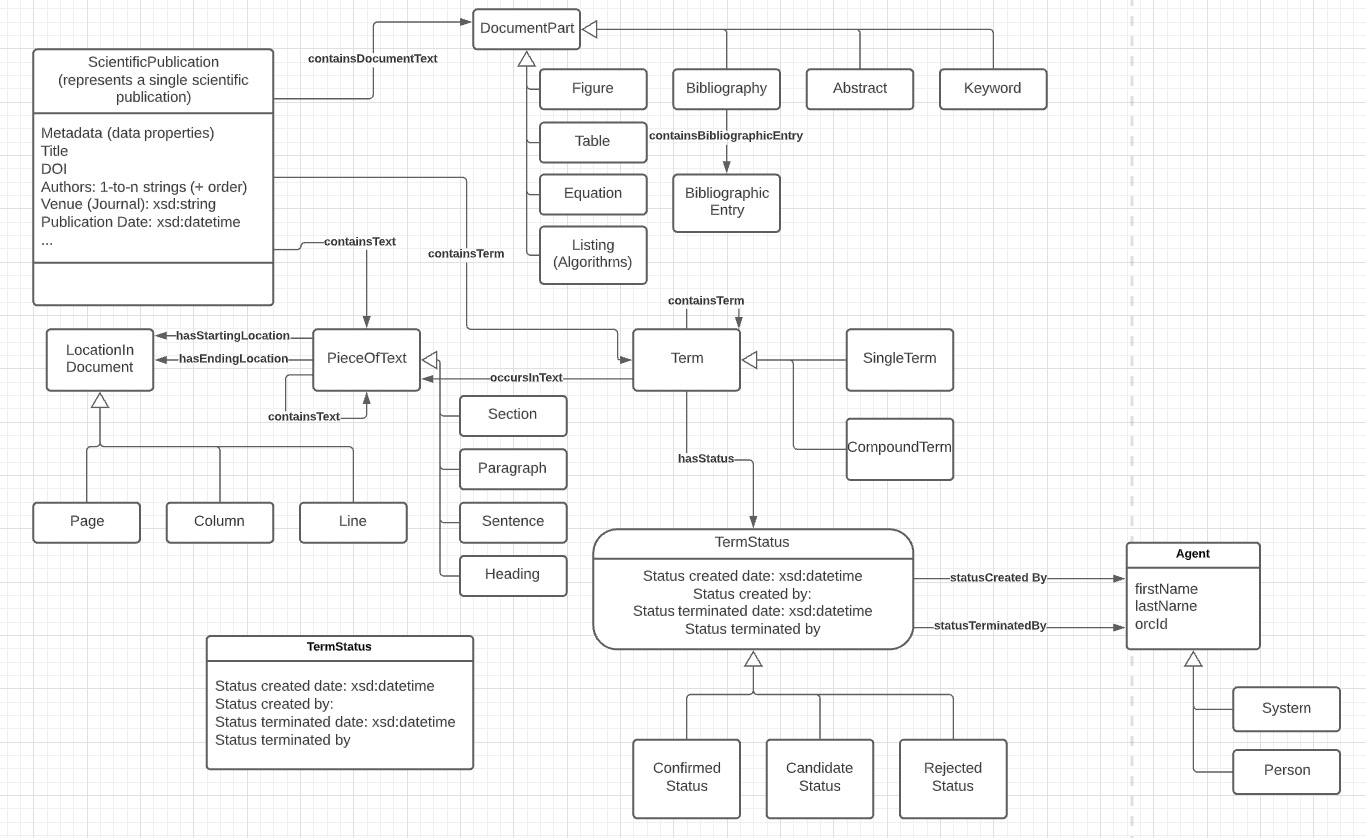 DocumentPart
ScientificPublication
(represents a single scientific
publication)
containsDocumentText
Figure
Bibliography
Abstract
Keyword
Metadata (data properties)
Title
DOI
Authors: 1-to-n strings (+ order)
Venue (Journal): xsd:string
Publication Date: xsd:datetime
...
Table
containsBibliographicEntry
Equation
Bibliographic
Entry
containsText
containsTerm
Listing
(Algorithms)
containsTerm
hasStartingLocation
hasEndingLocation
LocationIn
Document
PieceOfText
Term
SingleTerm
occursInText
containsText
Section
CompoundTerm
hasStatus
Paragraph
Page
Column
Line
Sentence
Heading
TermStatus
Status created date: xsd:datetime
Status created by:
Status terminated date: xsd:datetime
Status terminated by
statusCreated By
statusTerminatedBy
Agent
firstName
lastName
orcId
TermStatus
Status created date: xsd:datetime
Status created by:
Status terminated date: xsd:datetime
Status terminated by
System
Person
Confirmed
Status
Candidate
Status
Rejected
Status